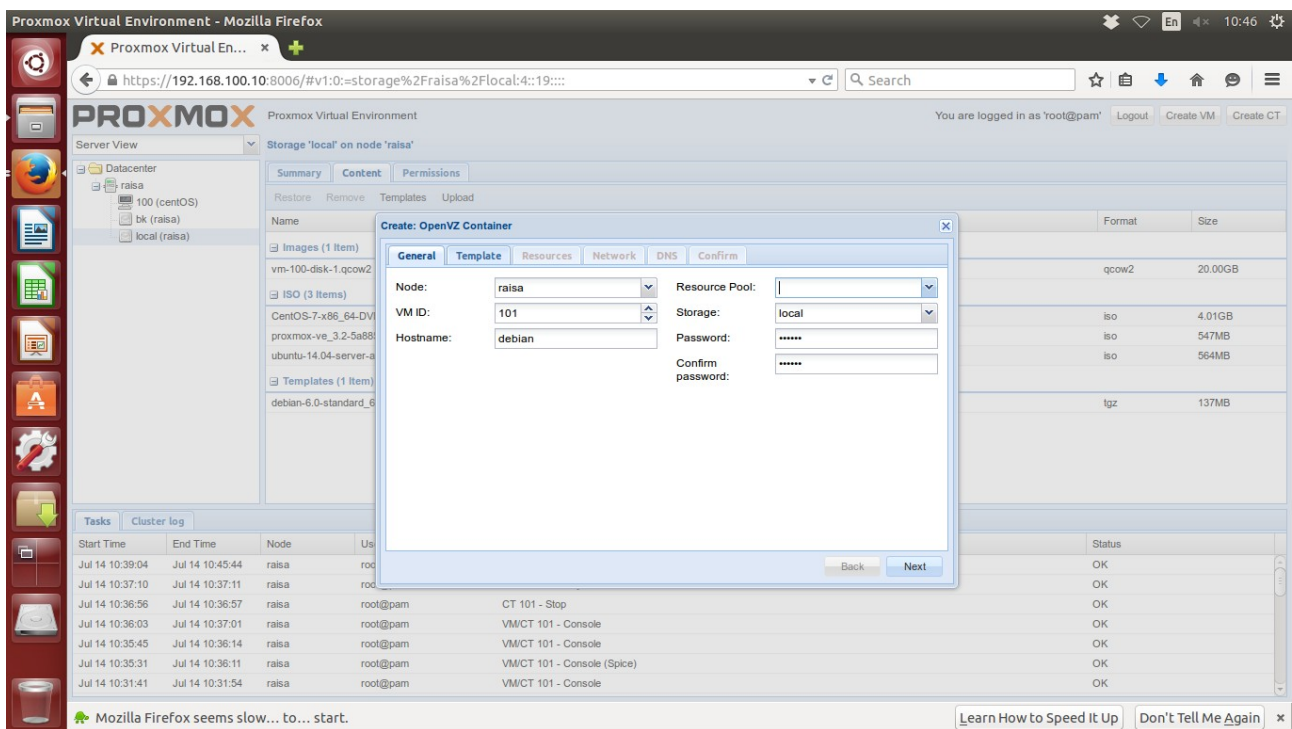 Proxmox Virtual Environment - Mozilla Firefox
En
10:46
Proxmox Virtual En...
https://192.168.100.10:8006/#v1:0:=storage%2Fraisa%2Flocal:4::19::::
Search
PROXMOX
Proxmox Virtual Environment
You are logged in as 'root@pam'
Logout
Create VM
Create CT
Server View
Storage 'local' on node 'raisa'
Datacenter
raisa
100 (centOS)
bk (raisa)
local (raisa)
Summary
Content
Permissions
Restore
Remove
Templates
Upload
Name
Format
Size
Images (1 Item)
vm-100-disk-1.qcow2
qcow2
20.00GB
ISO (3 Items)
CentOS-7-x86_64-DV
iso
4.01GB
proxmox-ve_3.2-5a88
iso
547MB
ubuntu-14.04-server-a
iso
564MB
Templates (1 Item)
debian-6.0-standard_6
tgz
137MB
Create: OpenVZ Container
General
Template
Resources
Network
DNS
Confirm
Node:
raisa
Resource Pool:
VM ID:
101
Storage:
local
Hostname:
debian
Password:
••••••
Confirm
password:
••••••
Back
Next
Tasks
Cluster log
Start Time
End Time
Node
Us
Status
Jul 14 10:39:04
Jul 14 10:45:44
raisa
roo
OK
Jul 14 10:37:10
Jul 14 10:37:11
raisa
roo
OK
Jul 14 10:36:56
Jul 14 10:36:57
raisa
root@pam
CT 101 - Stop
OK
Jul 14 10:36:03
Jul 14 10:37:01
raisa
root@pam
VM/CT 101 - Console
OK
Jul 14 10:35:45
Jul 14 10:36:14
raisa
root@pam
VM/CT 101 - Console
OK
Jul 14 10:35:31
Jul 14 10:36:11
raisa
root@pam
VM/CT 101 - Console (Spice)
OK
Jul 14 10:31:41
Jul 14 10:31:54
raisa
root@pam
VM/CT 101 - Console
OK
Mozilla Firefox seems slow... to... start.
Learn How to Speed It Up
Don't Tell Me Again